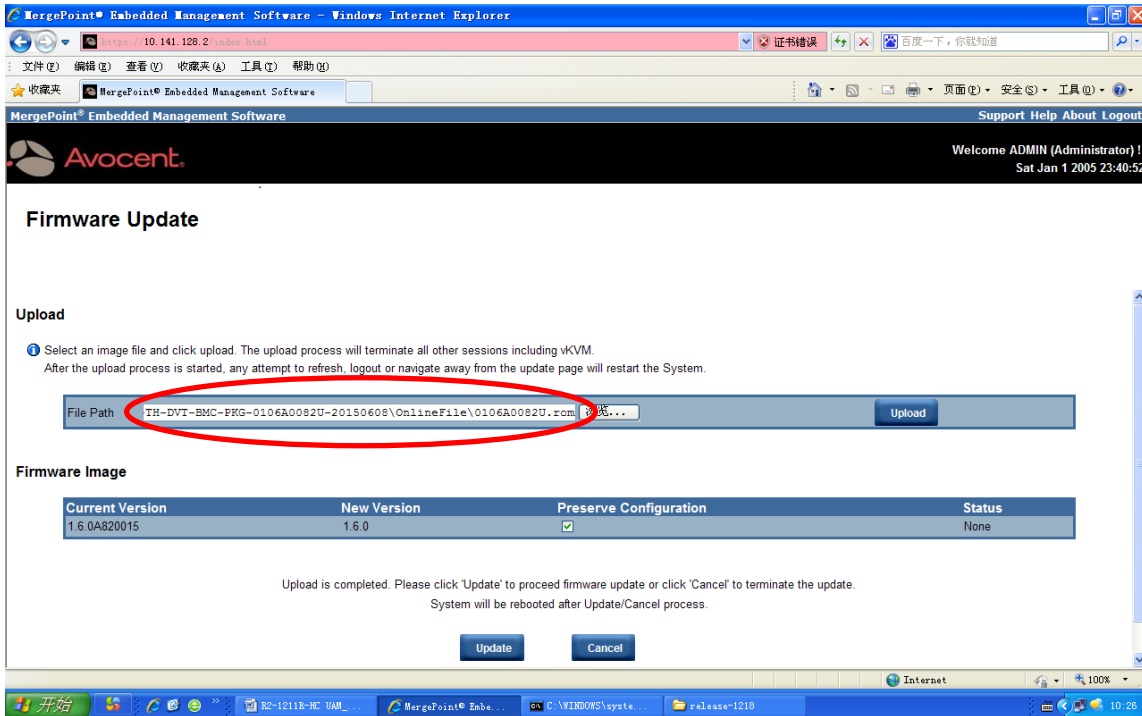 MergePoint® Embedded Management Software - Windows Internet Explorer
https://10.141.128.2/index.html 证书错误 百度一下，你就知道
文件(F) 编辑(E) 查看(V) 收藏夹(A) 工具(T) 帮助(H)
收藏夹 MergePoint® Embedded Management Software 页面(P) 安全(S) 工具(O)
MergePoint® Embedded Management Software Support Help About Logout
Avocent. Welcome ADMIN (Administrator) !
Sat Jan 1 2005 23:40:52
Firmware Update
Upload
Select an image file and click upload. The upload process will terminate all other sessions including vKVM.
After the upload process is started, any attempt to refresh, logout or navigate away from the update page will restart the System.
File Path TH-DVT-BMC-PKG-0106A0082U-20150608\OnlineFile\0106A0082U.rom 浏览... Upload
Firmware Image
Current Version New Version Preserve Configuration Status
1.6.0A820015 1.6.0 None
Upload is completed. Please click 'Update' to proceed firmware update or click 'Cancel' to terminate the update.
System will be rebooted after Update/Cancel process.
Update Cancel
Internet 100%
开始 R2-1211R-HC UAM_... MergePoint® Embe... C:\WINDOWS\syste... release-1218 10:26